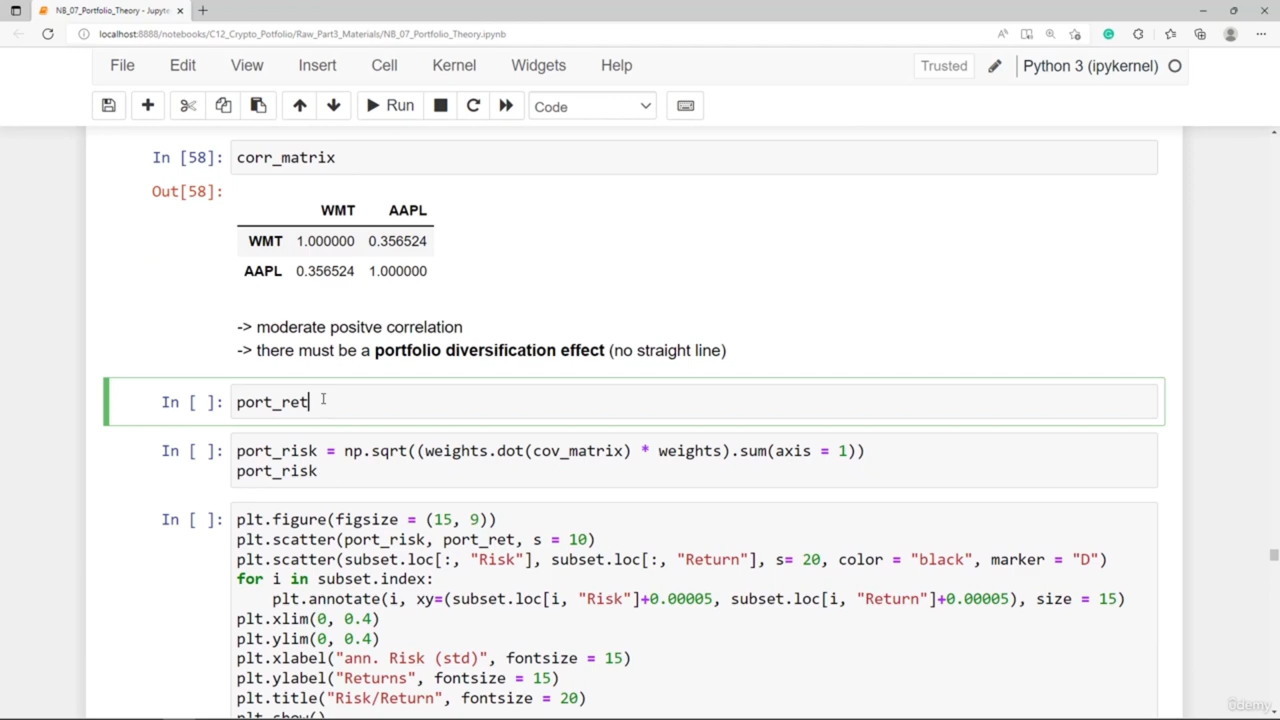 NB_07_Portfolio_Theory - Jupyte
localhost:8888/notebooks/C12_Crypto_Potfolio/Raw_Part3_Materials/NB_07_Portfolio_Theory.ipynb
File Edit View Insert Cell Kernel Widgets Help Trusted Python 3 (ipykernel)
Run Code
In [58]: corr_matrix
Out[58]:
WMT AAPL
WMT 1.000000 0.356524
AAPL 0.356524 1.000000
-> moderate positve correlation
-> there must be a portfolio diversification effect (no straight line)
In [ ]: port_ret
In [ ]: port_risk = np.sqrt((weights.dot(cov_matrix) * weights).sum(axis = 1))
port_risk
In [ ]: plt.figure(figsize = (15, 9))
plt.scatter(port_risk, port_ret, s = 10)
plt.scatter(subset.loc[:, "Risk"], subset.loc[:, "Return"], s= 20, color = "black", marker = "D")
for i in subset.index:
plt.annotate(i, xy=(subset.loc[i, "Risk"]+0.00005, subset.loc[i, "Return"]+0.00005), size = 15)
plt.xlim(0, 0.4)
plt.ylim(0, 0.4)
plt.xlabel("ann. Risk (std)", fontsize = 15)
plt.ylabel("Returns", fontsize = 15)
plt.title("Risk/Return", fontsize = 20)
plt.show()
ûdemy